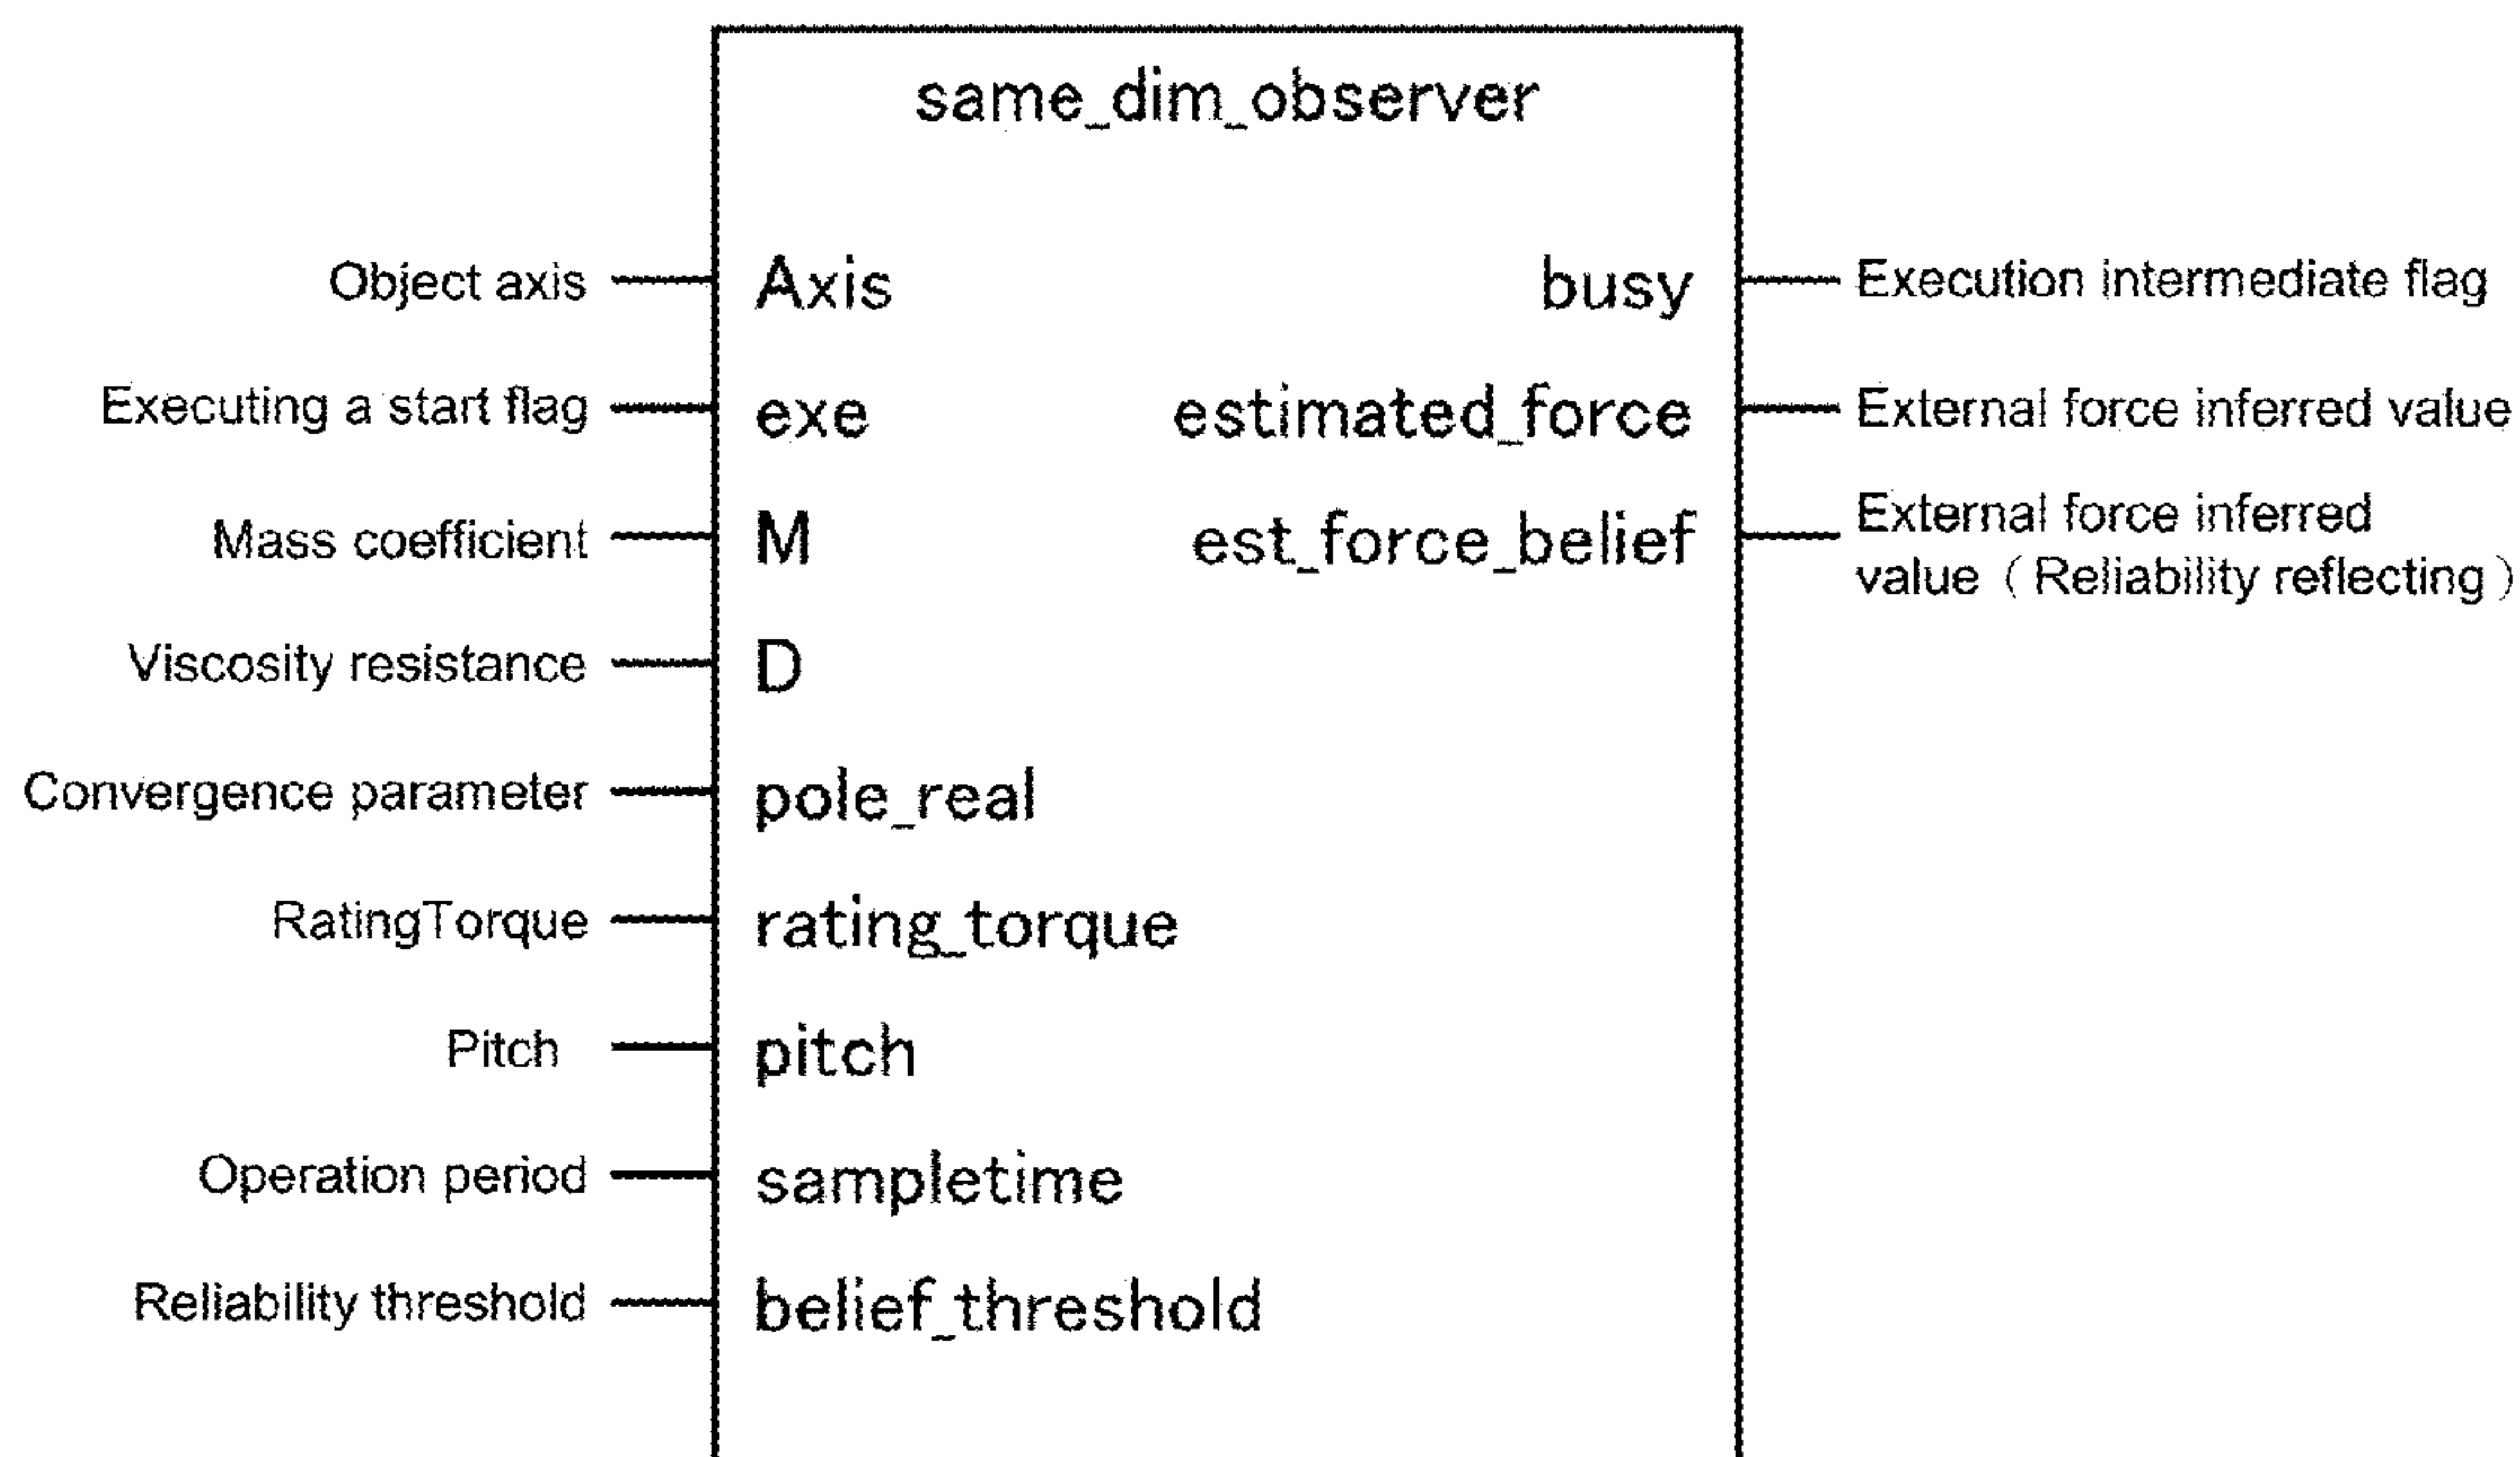 same_dim_observer
Object axis Axis busy Execution intermediate flag
Executing a start flag exe estimated_force External force inferred value
Mass coefficient M est_force_belief External force inferred
value (Reliability reflecting)
Viscosity resistance D
Convergence parameter pole_real
RatingTorque rating_torque
Pitch pitch
Operation period sampletime
Reliability threshold belief_threshold